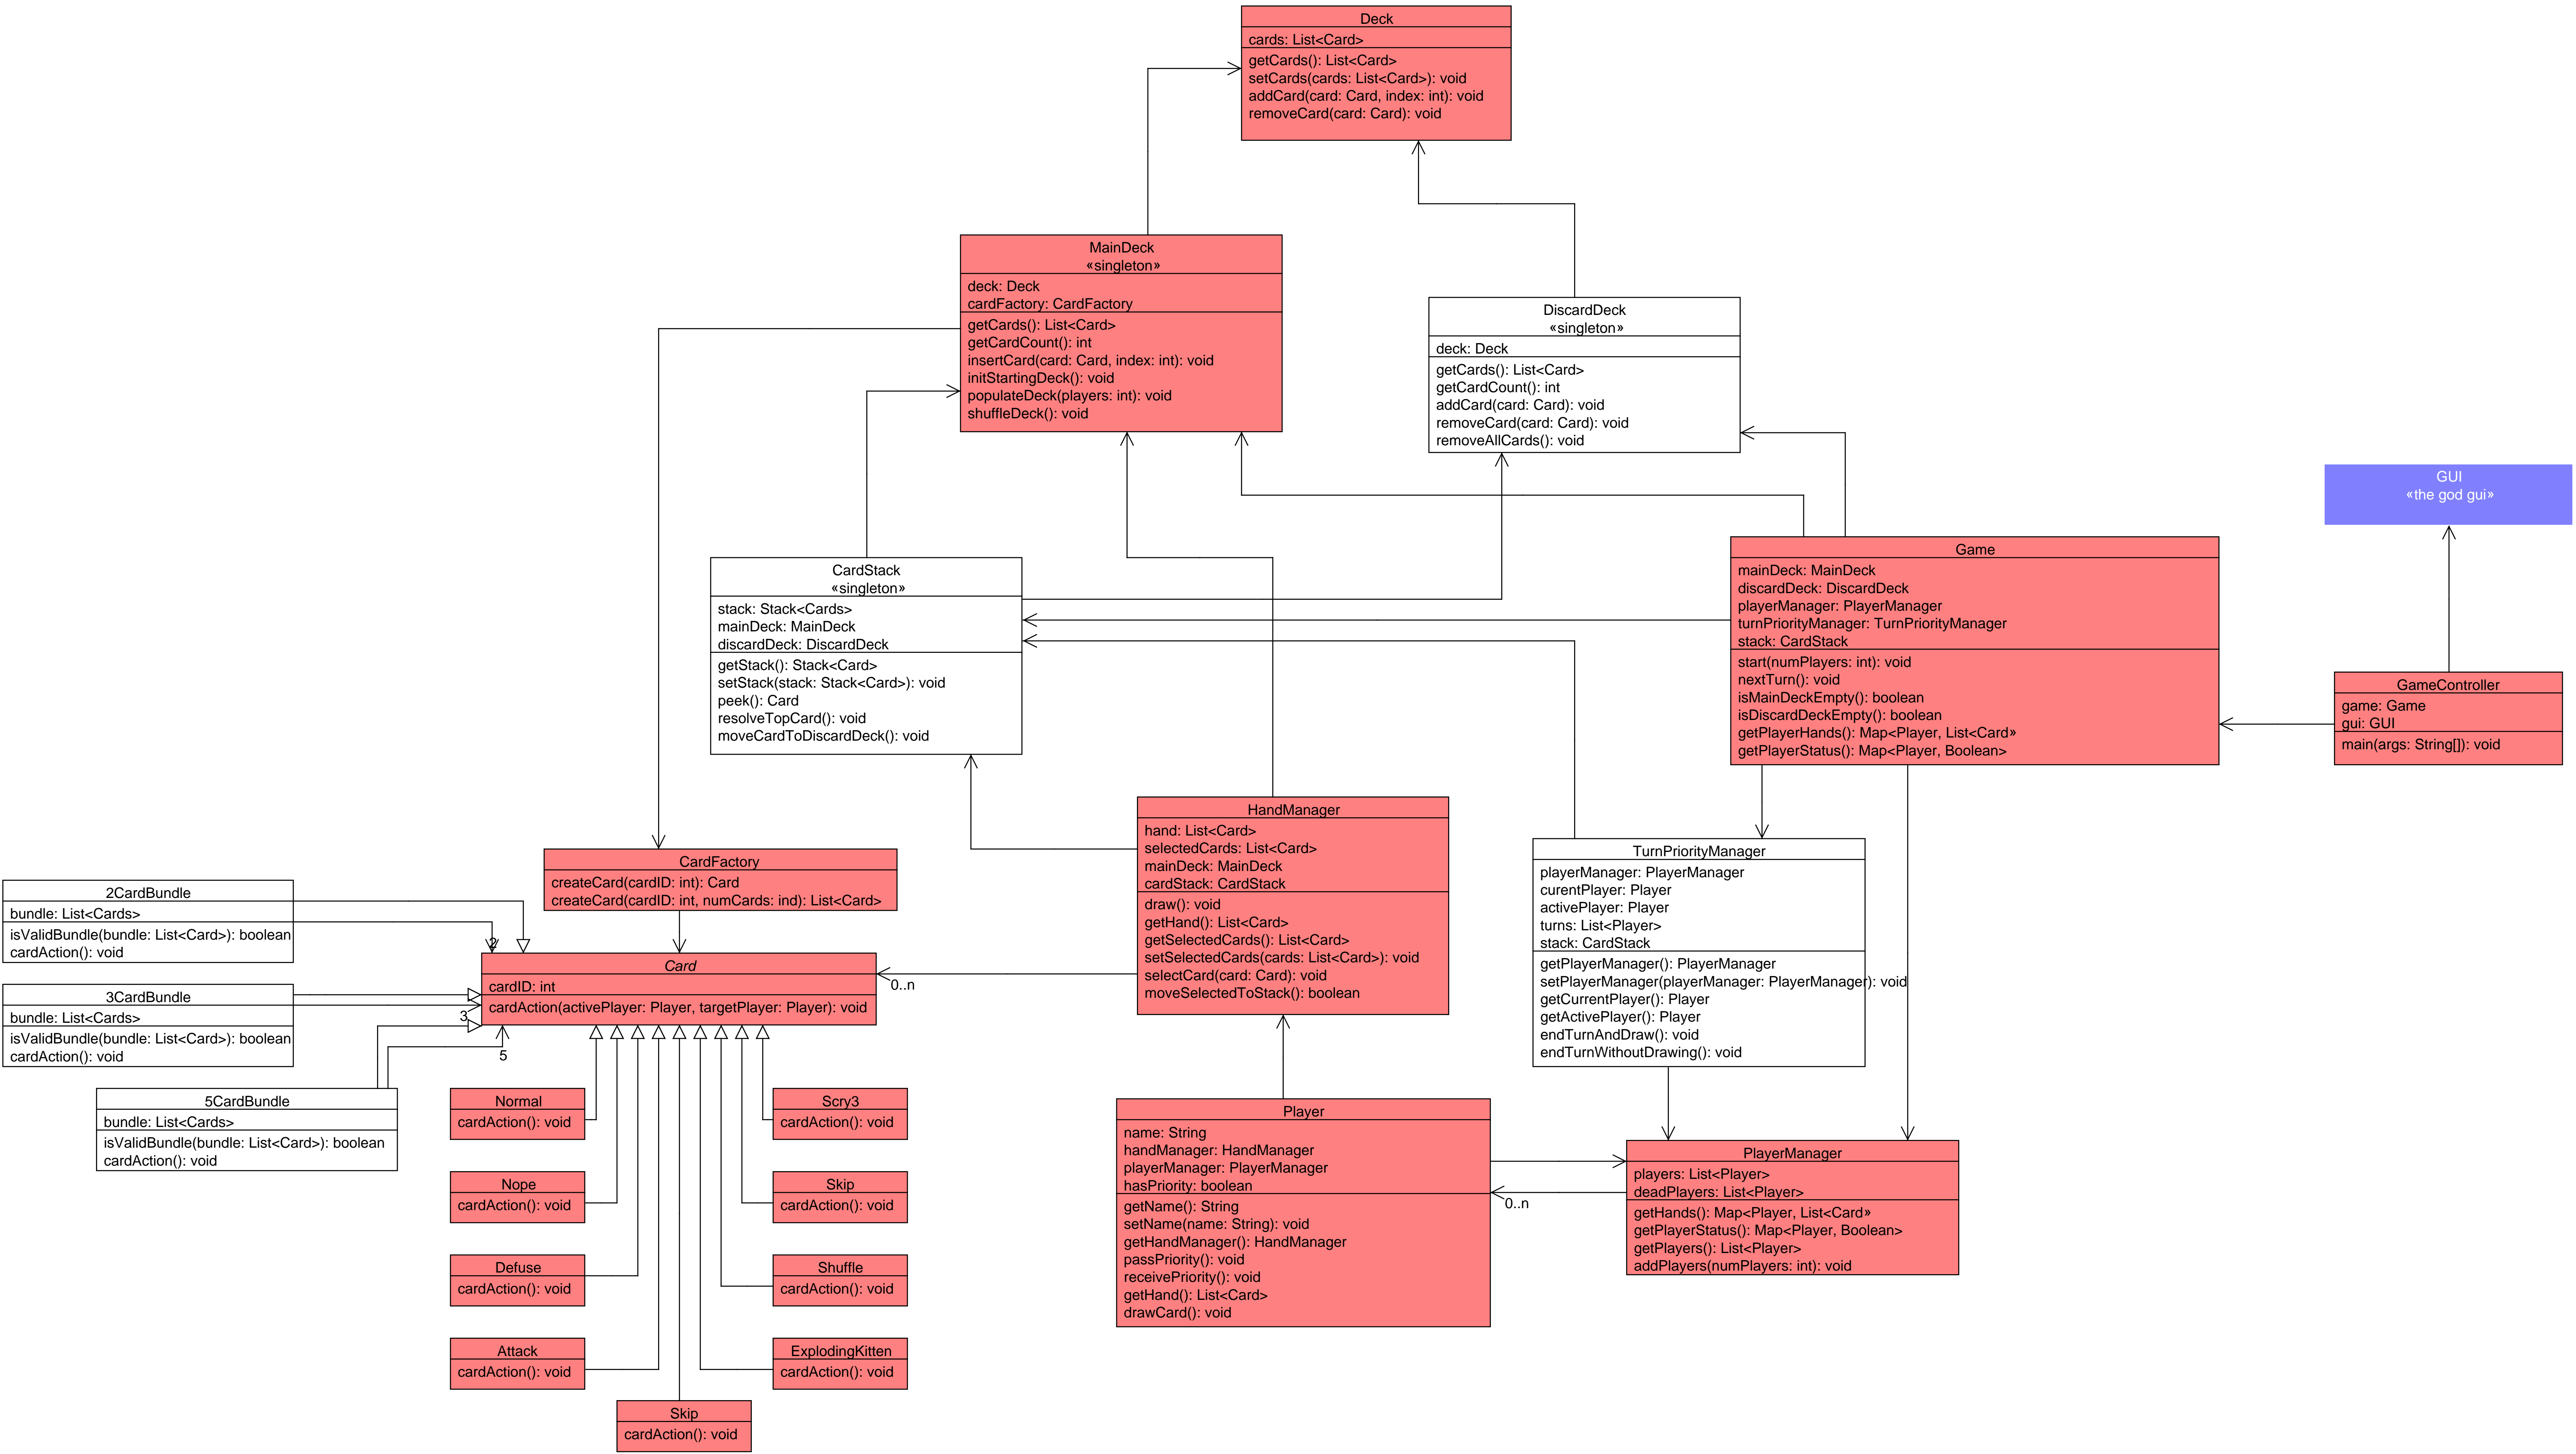 Deck
cards: List<Card>
getCards(): List<Card>
setCards(cards: List<Card>): void
addCard(card: Card, index: int): void
removeCard(card: Card): void
MainDeck
«singleton»
deck: Deck
cardFactory: CardFactory
getCards(): List<Card>
getCardCount(): int
insertCard(card: Card, index: int): void
initStartingDeck(): void
populateDeck(players: int): void
shuffleDeck(): void
DiscardDeck
«singleton»
deck: Deck
getCards(): List<Card>
getCardCount(): int
addCard(card: Card): void
removeCard(card: Card): void
removeAllCards(): void
GUI
«the god gui»
CardStack
«singleton»
stack: Stack<Cards>
mainDeck: MainDeck
discardDeck: DiscardDeck
getStack(): Stack<Card>
setStack(stack: Stack<Card>): void
peek(): Card
resolveTopCard(): void
moveCardToDiscardDeck(): void
Game
mainDeck: MainDeck
discardDeck: DiscardDeck
playerManager: PlayerManager
turnPriorityManager: TurnPriorityManager
stack: CardStack
start(numPlayers: int): void
nextTurn(): void
isMainDeckEmpty(): boolean
isDiscardDeckEmpty(): boolean
getPlayerHands(): Map<Player, List<Card»
getPlayerStatus(): Map<Player, Boolean>
GameController
game: Game
gui: GUI
main(args: String[]): void
HandManager
hand: List<Card>
selectedCards: List<Card>
mainDeck: MainDeck
cardStack: CardStack
draw(): void
getHand(): List<Card>
getSelectedCards(): List<Card>
setSelectedCards(cards: List<Card>): void
selectCard(card: Card): void
moveSelectedToStack(): boolean
TurnPriorityManager
playerManager: PlayerManager
curentPlayer: Player
activePlayer: Player
turns: List<Player>
stack: CardStack
getPlayerManager(): PlayerManager
setPlayerManager(playerManager: PlayerManager): void
getCurrentPlayer(): Player
getActivePlayer(): Player
endTurnAndDraw(): void
endTurnWithoutDrawing(): void
CardFactory
createCard(cardID: int): Card
createCard(cardID: int, numCards: ind): List<Card>
2CardBundle
bundle: List<Cards>
isValidBundle(bundle: List<Card>): boolean
cardAction(): void
2
Card
cardID: int
cardAction(activePlayer: Player, targetPlayer: Player): void
0..n
3CardBundle
bundle: List<Cards>
isValidBundle(bundle: List<Card>): boolean
cardAction(): void
3
5
5CardBundle
bundle: List<Cards>
isValidBundle(bundle: List<Card>): boolean
cardAction(): void
Normal
cardAction(): void
Scry3
cardAction(): void
Nope
cardAction(): void
Skip
cardAction(): void
Defuse
cardAction(): void
Shuffle
cardAction(): void
Attack
cardAction(): void
ExplodingKitten
cardAction(): void
Skip
cardAction(): void
Player
name: String
handManager: HandManager
playerManager: PlayerManager
hasPriority: boolean
getName(): String
setName(name: String): void
getHandManager(): HandManager
passPriority(): void
receivePriority(): void
getHand(): List<Card>
drawCard(): void
0..n
PlayerManager
players: List<Player>
deadPlayers: List<Player>
getHands(): Map<Player, List<Card»
getPlayerStatus(): Map<Player, Boolean>
getPlayers(): List<Player>
addPlayers(numPlayers: int): void